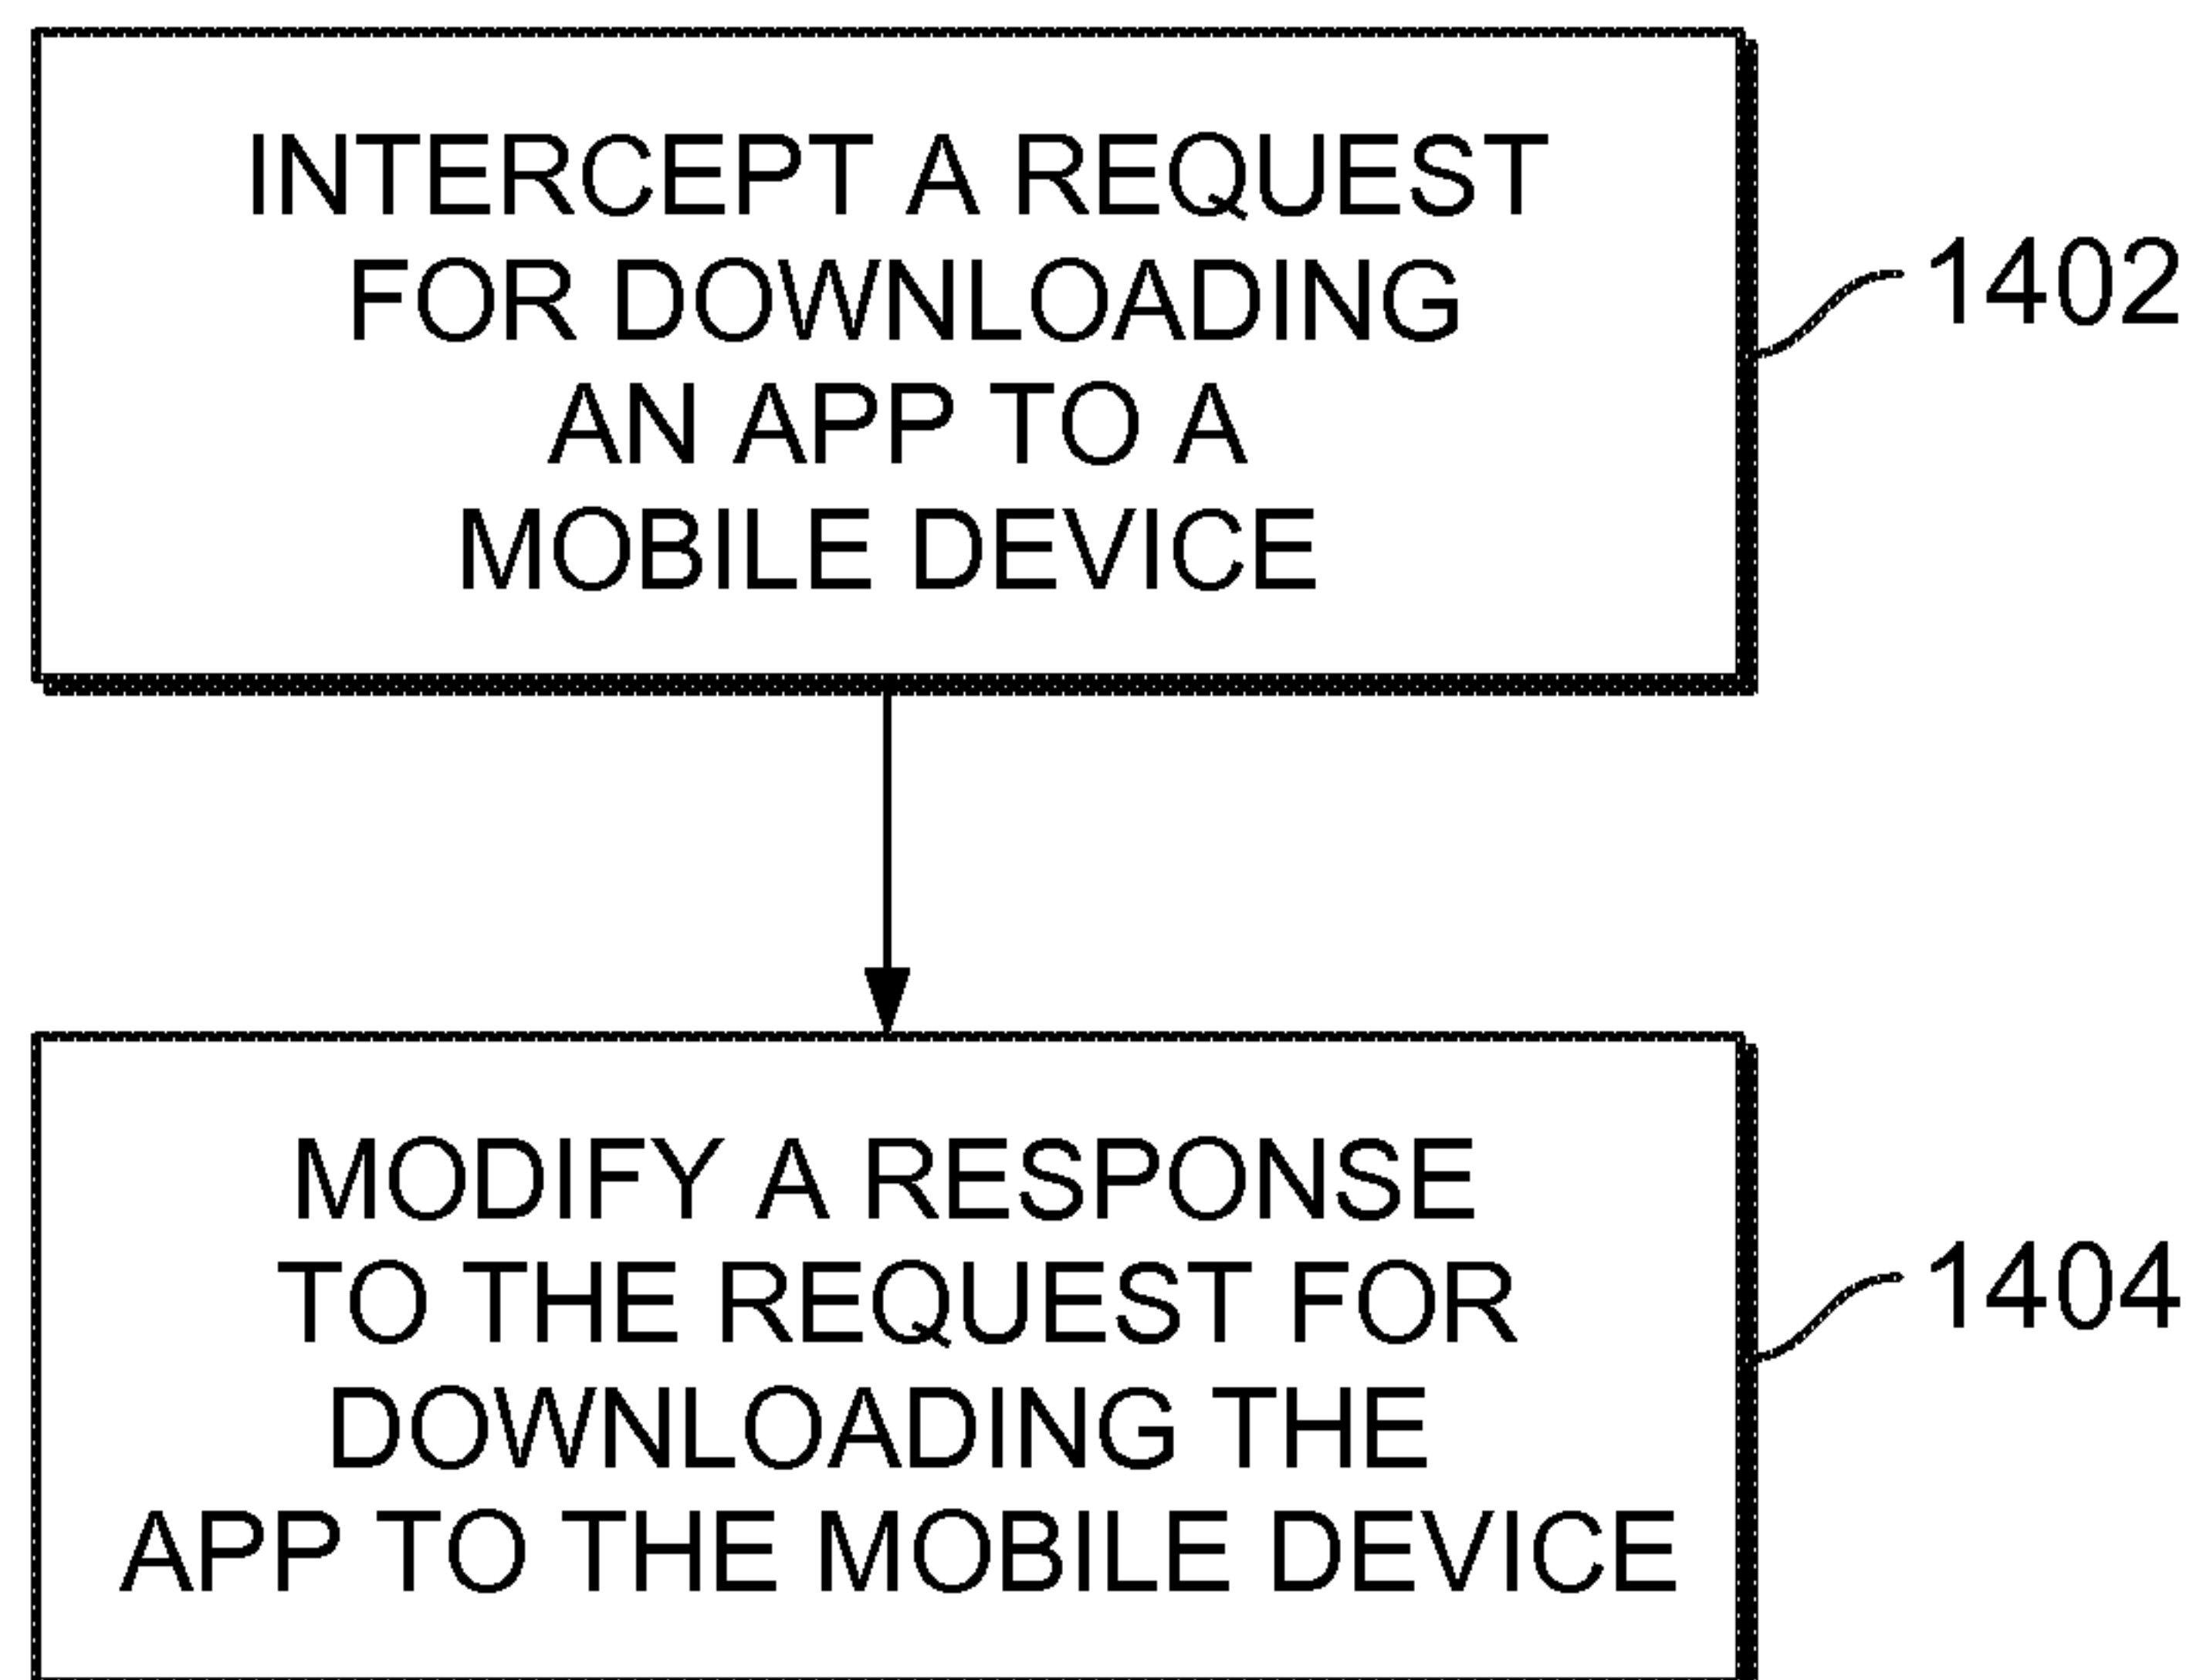 INTERCEPT A REQUEST
FOR DOWNLOADING
AN APP TO A
MOBILE DEVICE
1402
MODIFY A RESPONSE
TO THE REQUEST FOR
DOWNLOADING THE
APP TO THE MOBILE DEVICE
1404